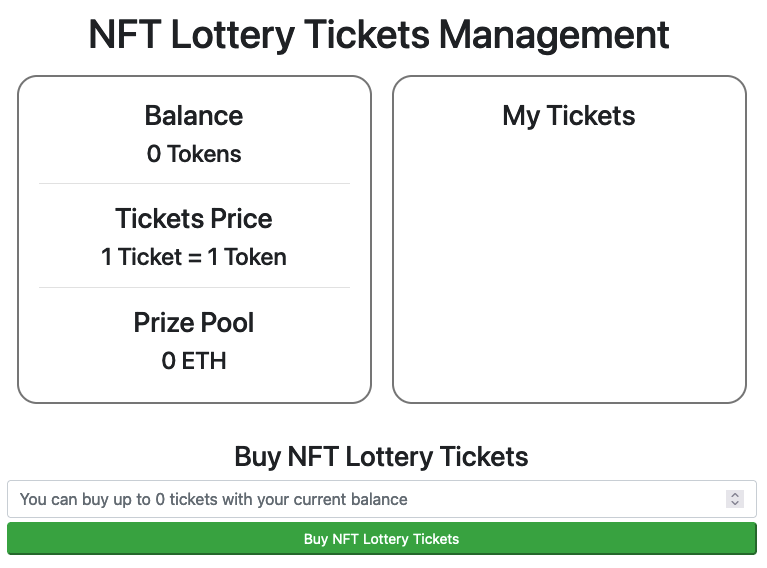 NFT Lottery Tickets Management
Balance
0 Tokens
Tickets Price
1 Ticket = 1 Token
Prize Pool
0 ETH
My Tickets
Buy NFT Lottery Tickets
You can buy up to 0 tickets with your current balance
Buy NFT Lottery Tickets